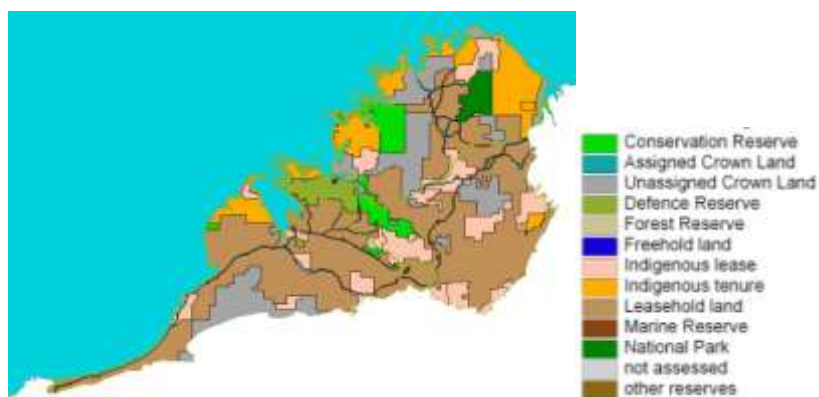 Conservation Reserve
Assigned Crown Land
Unassigned Crown Land
Defence Reserve
Forest Reserve
Freehold land
Indigenous lease
Indigenous tenure
Leasehold land
Marine Reserve
National Park
not assessed
other reserves